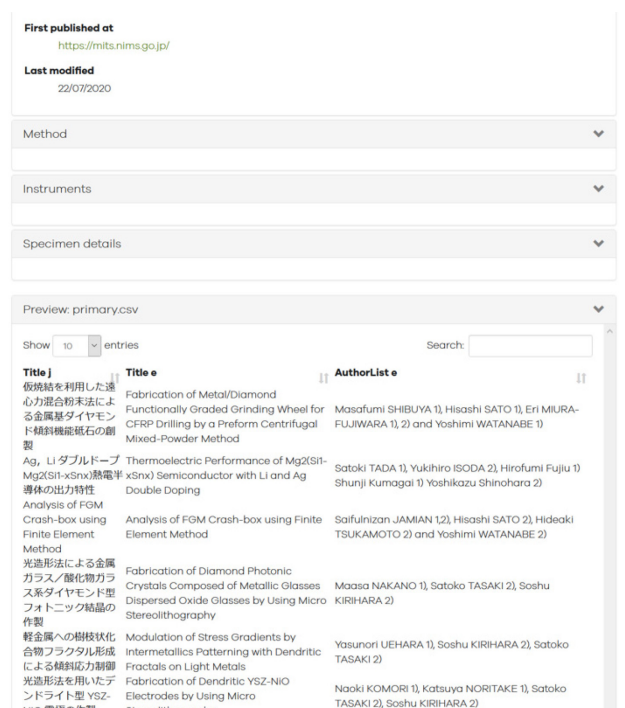 First published at
https://mits.nims.go.jp/
Last modified
22/07/2020
Method
Instruments
Specimen details
Preview: primary.csv
Show 10 entries
Search:
Title j
Title e
AuthorList e
仮焼結を利用した遠
心力混合粉末法によ
る金属基ダイヤモン
ド傾斜機能砥石の創
製
Fabrication of Metal/Diamond
Functionally Graded Grinding Wheel for
CFRP Drilling by a Preform Centrifugal
Mixed-Powder Method
Masafumi SHIBUYA 1), Hisashi SATO 1), Eri MIURA-
FUJIWARA 1), 2) and Yoshimi WATANABE 1)
Ag，Li ダブルドープ
Mg2(Si1-xSnx)熱電半
導体の出力特性
Thermoelectric Performance of Mg2(Si1-
xSnx) Semiconductor with Li and Ag
Double Doping
Satoki TADA 1), Yukihiro ISODA 2), Hirofumi Fujiu 1)
Shunji Kumagai 1) Yoshikazu Shinohara 2)
Analysis of FGM
Crash-box using
Finite Element
Method
Analysis of FGM Crash-box using Finite
Element Method
Saifulnizan JAMIAN 1,2), Hisashi SATO 2), Hideaki
TSUKAMOTO 2) and Yoshimi WATANABE 2)
光造形法による金属
ガラス／酸化物ガラ
ス系ダイヤモンド型
フォトニック結晶の
作製
Fabrication of Diamond Photonic
Crystals Composed of Metallic Glasses
Dispersed Oxide Glasses by Using Micro
Stereolithography
Maasa NAKANO 1), Satoko TASAKI 2), Soshu
KIRIHARA 2)
軽金属への樹枝状化
合物フラクタル形成
による傾斜応力制御
Modulation of Stress Gradients by
Intermetallics Patterning with Dendritic
Fractals on Light Metals
Yasunori UEHARA 1), Soshu KIRIHARA 2), Satoko
TASAKI 2)
光造形法を用いたデ
ンドライト型 YSZ-
Fabrication of Dendritic YSZ-NiO
Electrodes by Using Micro
Naoki KOMORI 1), Katsuya NORITAKE 1), Satoko
TASAKI 2), Soshu KIRIHARA 2)